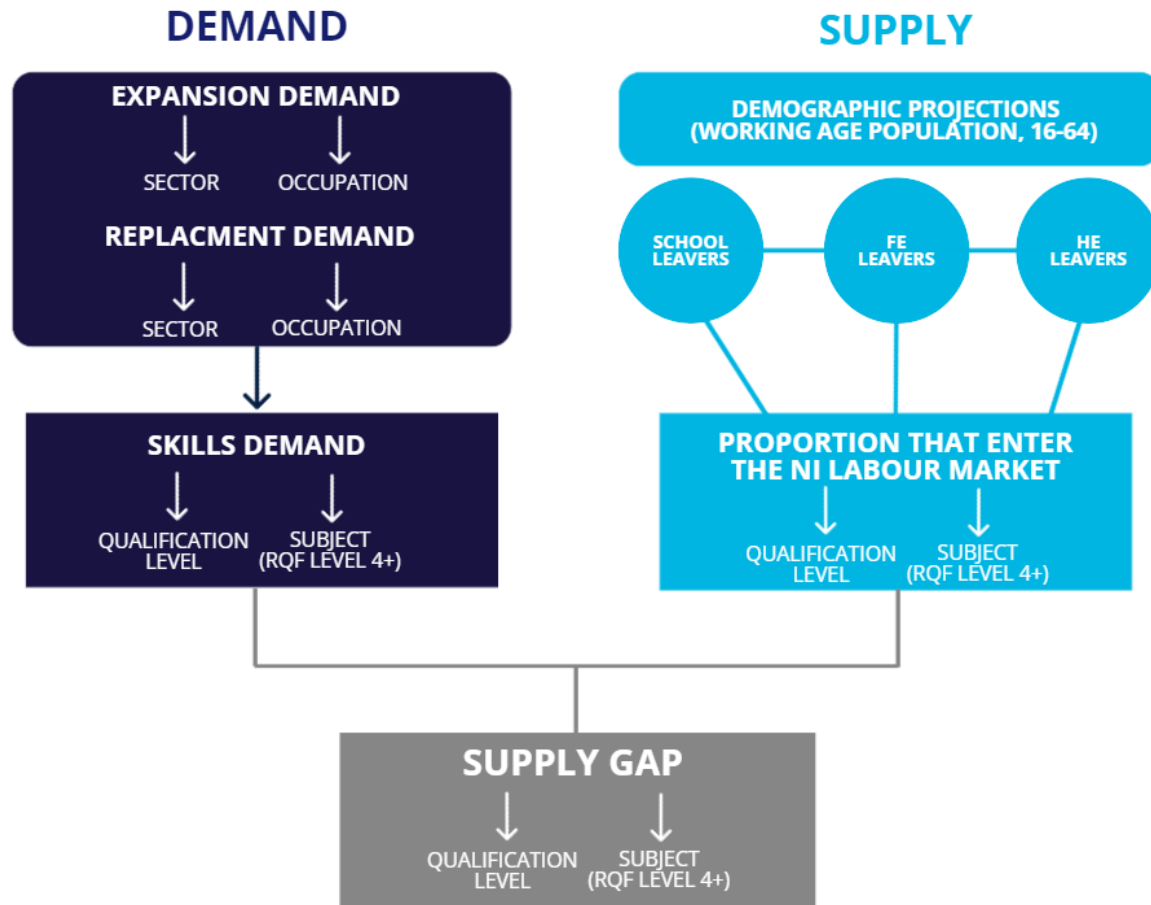 DEMAND
EXPANSION DEMAND
SECTOR
OCCUPATION
REPLACMENT DEMAND
SECTOR
OCCUPATION
SKILLS DEMAND
QUALIFICATION
LEVEL
SUBJECT
(RQF LEVEL 4+)
SUPPLY
DEMOGRAPHIC PROJECTIONS
(WORKING AGE POPULATION, 16-64)
SCHOOL
LEAVERS
FE
LEAVERS
HE
LEAVERS
PROPORTION THAT ENTER
THE NI LABOUR MARKET
QUALIFICATION
LEVEL
SUBJECT
(RQF LEVEL 4+)
SUPPLY GAP
QUALIFICATION
LEVEL
SUBJECT
(RQF LEVEL 4+)